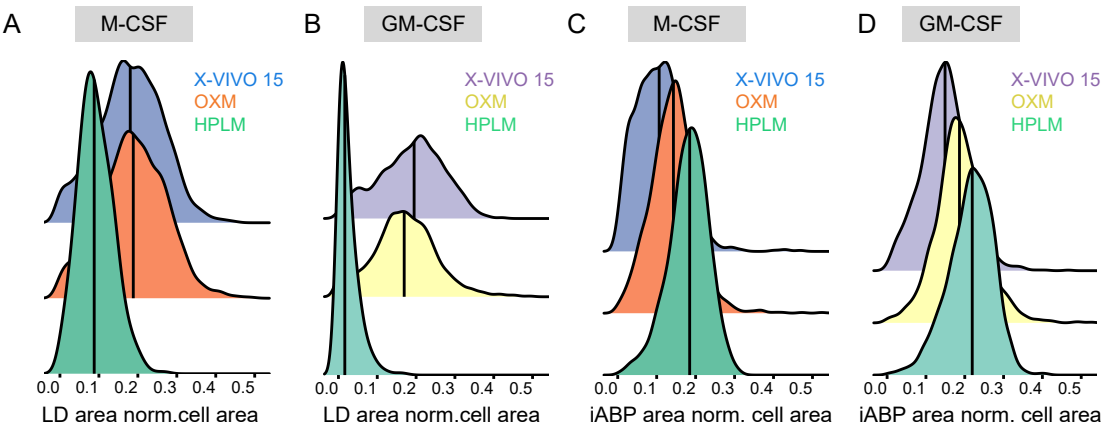 A
M-CSF
X-VIVO 15
OXM
HPLM
0.0 0.1 0.2 0.3 0.4 0.5
LD area norm.cell area
B
GM-CSF
X-VIVO 15
OXM
HPLM
0.0 0.1 0.2 0.3 0.4 0.5
LD area norm.cell area
C
M-CSF
X-VIVO 15
OXM
HPLM
0.0 0.1 0.2 0.3 0.4 0.5
iABP area norm. cell area
D
GM-CSF
X-VIVO 15
OXM
HPLM
0.0 0.1 0.2 0.3 0.4 0.5
iABP area norm. cell area